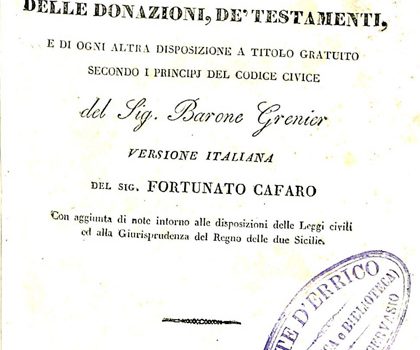 DELLE DONAZIONI, DE' TESTAMENTI,
E DI OGNI ALTRA DISPOSIZIONE A TITOLO GRATUITO
SECONDO I PRINCIPJ DEL CODICE CIVICE
del Sig. Barone Grenier
VERSIONE ITALIANA
DEL SIG. FORTUNATO CAFARO
Con aggiunta di note intorno alle disposizioni delle Leggi civili
ed alla Giurisprudenza del Regno delle due Sicilie.
TE D'ERRICO
A e BIBLIOTECA)
ERVASIO